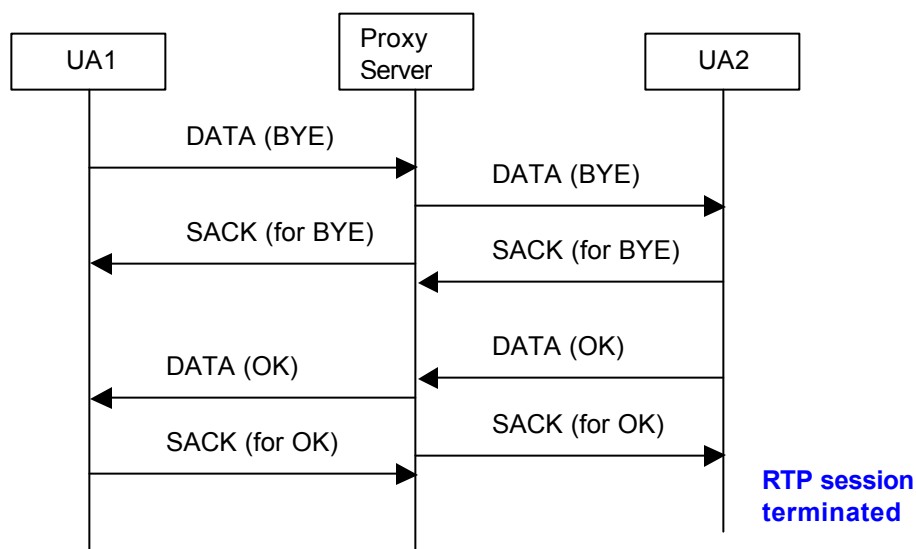 UA1
Proxy
Server
UA2
DATA (BYE)
DATA (BYE)
SACK (for BYE)
SACK (for BYE)
DATA (OK)
DATA (OK)
SACK (for OK)
SACK (for OK)
RTP session
terminated